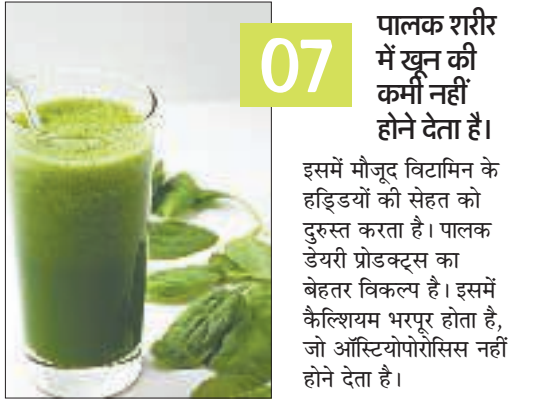 07
पालक शरीर
में खून की
कमी नहीं
होने देता है।
इसमें मौजूद विटामिन के
हड्डियों की सेहत को
दुरुस्त करता है। पालक
डेयरी प्रोडक्ट्स का
बेहतर विकल्प है। इसमें
कैल्शियम भरपूर होता है,
जो ऑस्टियोपोरोसिस नहीं
होने देता है।